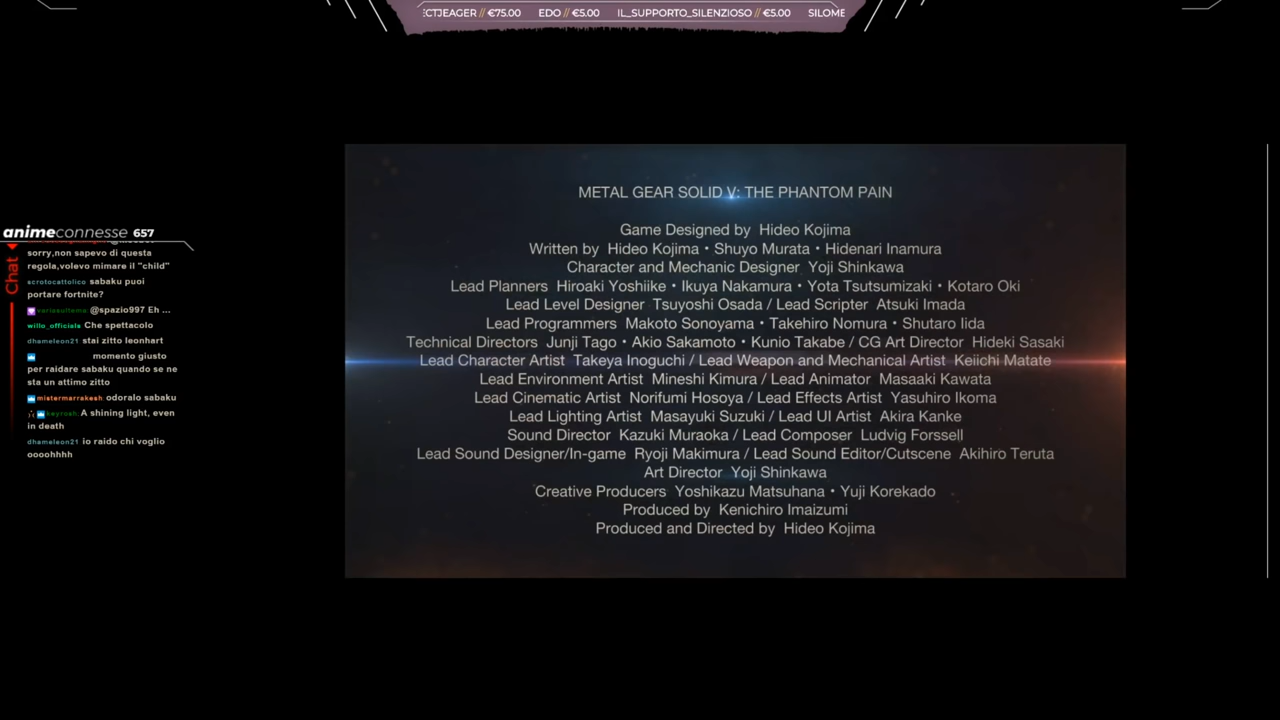 ECTJEAGER // €75.00 EDO // €5.00 IL_SUPPORTO_SILENZIOSO // €5.00 SILOME
animeconnesse 657
Chat
sorry,non sapevo di questa
regola,volevo mimare il "child"
scrotocattolico sabaku puoi
portare fortnite?
@spazio997 Eh ...
willo_officials Che spettacolo
dhameleon21 stai zitto leonhart
momento giusto
per raidare sabaku quando se ne
sta un attimo zitto
mistermarrakesh odoralo sabaku
keyrosh A shining light, even
in death
dhameleon21 io raido chi voglio
oooohhhh
METAL GEAR SOLID V: THE PHANTOM PAIN
Game Designed by Hideo Kojima
Written by Hideo Kojima • Shuyo Murata • Hidenari Inamura
Character and Mechanic Designer Yoji Shinkawa
Lead Planners Hiroaki Yoshiike • Ikuya Nakamura • Yota Tsutsumizaki • Kotaro Oki
Lead Level Designer Tsuyoshi Osada / Lead Scripter Atsuki Imada
Lead Programmers Makoto Sonoyama • Takehiro Nomura • Shutaro Iida
Technical Directors Junji Tago • Akio Sakamoto • Kunio Takabe / CG Art Director Hideki Sasaki
Lead Character Artist Takeya Inoguchi / Lead Weapon and Mechanical Artist Keiichi Matate
Lead Environment Artist Mineshi Kimura / Lead Animator Masaaki Kawata
Lead Cinematic Artist Norifumi Hosoya / Lead Effects Artist Yasuhiro Ikoma
Lead Lighting Artist Masayuki Suzuki / Lead UI Artist Akira Kanke
Sound Director Kazuki Muraoka / Lead Composer Ludvig Forssell
Lead Sound Designer/In-game Ryoji Makimura / Lead Sound Editor/Cutscene Akihiro Teruta
Art Director Yoji Shinkawa
Creative Producers Yoshikazu Matsuhana • Yuji Korekado
Produced by Kenichiro Imaizumi
Produced and Directed by Hideo Kojima